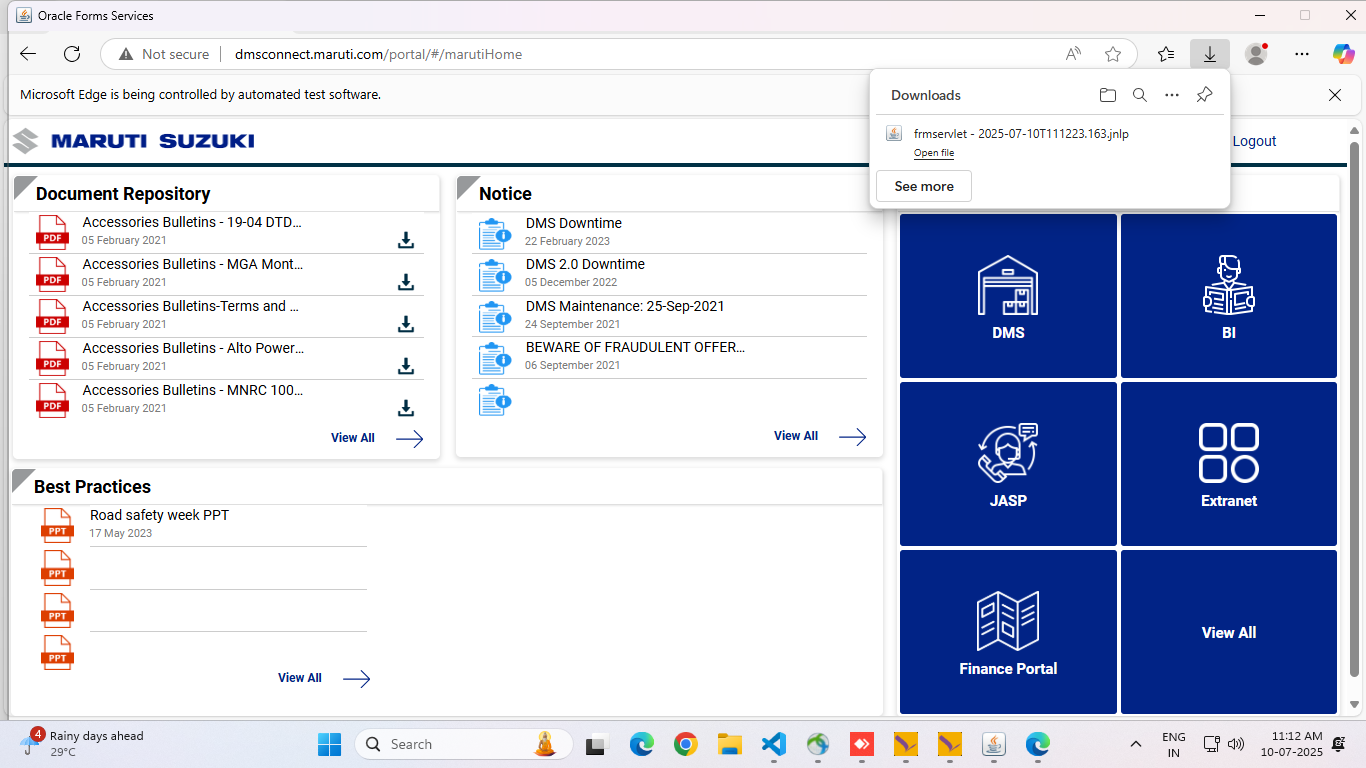 Oracle Forms Services
Not secure
dmsconnect.maruti.com/portal/#/marutiHome
Microsoft Edge is being controlled by automated test software.
Downloads
frmservlet - 2025-07-10T111223.163.jnlp
Open file
See more
MARUTI SUZUKI
Logout
Document Repository
Accessories Bulletins - 19-04 DTD...
05 February 2021
Accessories Bulletins - MGA Mont...
05 February 2021
Accessories Bulletins-Terms and ...
05 February 2021
Accessories Bulletins - Alto Power...
05 February 2021
Accessories Bulletins - MNRC 100...
05 February 2021
PDF
PDF
PDF
PDF
PDF
View All
Notice
DMS Downtime
22 February 2023
DMS 2.0 Downtime
05 December 2022
DMS Maintenance: 25-Sep-2021
24 September 2021
BEWARE OF FRAUDULENT OFFER...
06 September 2021
View All
Best Practices
Road safety week PPT
17 May 2023
PPT
PPT
PPT
PPT
View All
DMS
BI
JASP
Extranet
Finance Portal
View All
4
Rainy days ahead
29°C
Search
ENG
IN
11:12 AM
10-07-2025